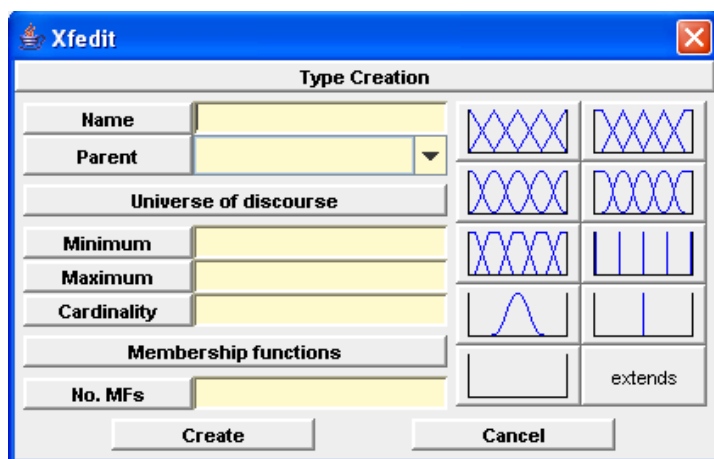 Xfedit
Type Creation
Name
Parent
Universe of discourse
Minimum
Maximum
Cardinality
Membership functions
No. MFs
extends
Create
Cancel